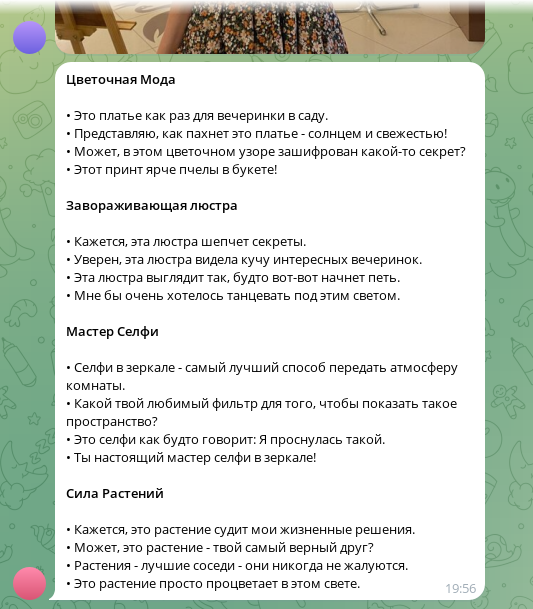 Цветочная Мода
• Это платье как раз для вечеринки в саду.
• Представляю, как пахнет это платье - солнцем и свежестью!
• Может, в этом цветочном узоре зашифрован какой-то секрет?
• Этот принт ярче пчелы в букете!
Завораживающая люстра
• Кажется, эта люстра шепчет секреты.
• Уверен, эта люстра видела кучу интересных вечеринок.
• Эта люстра выглядит так, будто вот-вот начнет петь.
• Мне бы очень хотелось танцевать под этим светом.
Мастер Селфи
• Селфи в зеркале - самый лучший способ передать атмосферу
комнаты.
• Какой твой любимый фильтр для того, чтобы показать такое
пространство?
• Это селфи как будто говорит: Я проснулась такой.
• Ты настоящий мастер селфи в зеркале!
Сила Растений
• Кажется, это растение судит мои жизненные решения.
• Может, это растение - твой самый верный друг?
• Растения - лучшие соседи - они никогда не жалуются.
• Это растение просто процветает в этом свете.
19:56